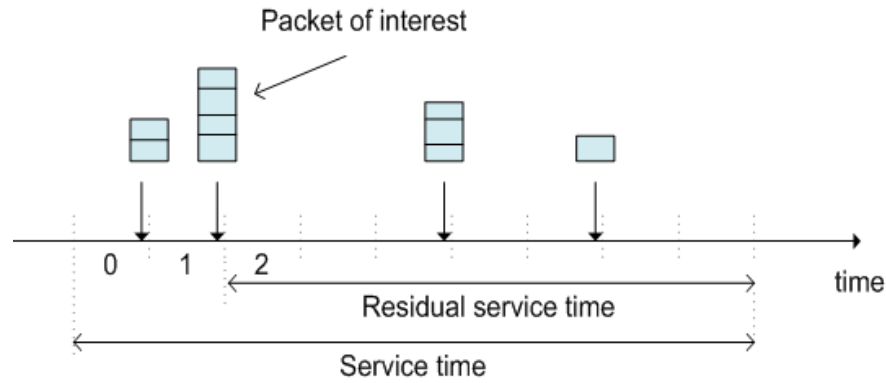 Packet of interest
0 1 2
time
Residual service time
Service time